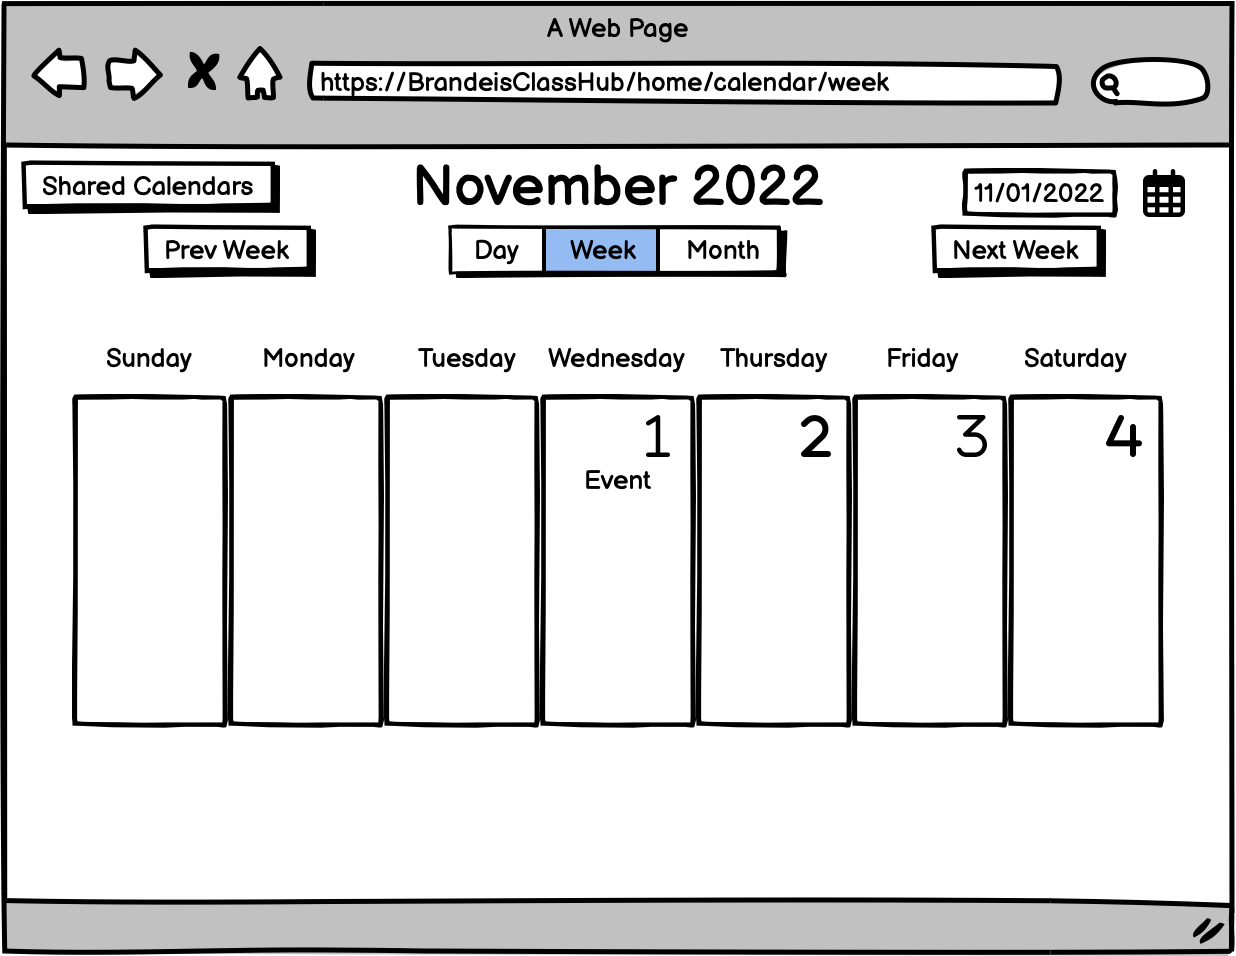 A Web Page
https://BrandeisClassHub/home/calendar/week
Shared Calendars
November 2022
11/01/2022
Prev Week
Day Week Month
Next Week
Sunday Monday Tuesday Wednesday Thursday Friday Saturday
1 2 3 4
Event